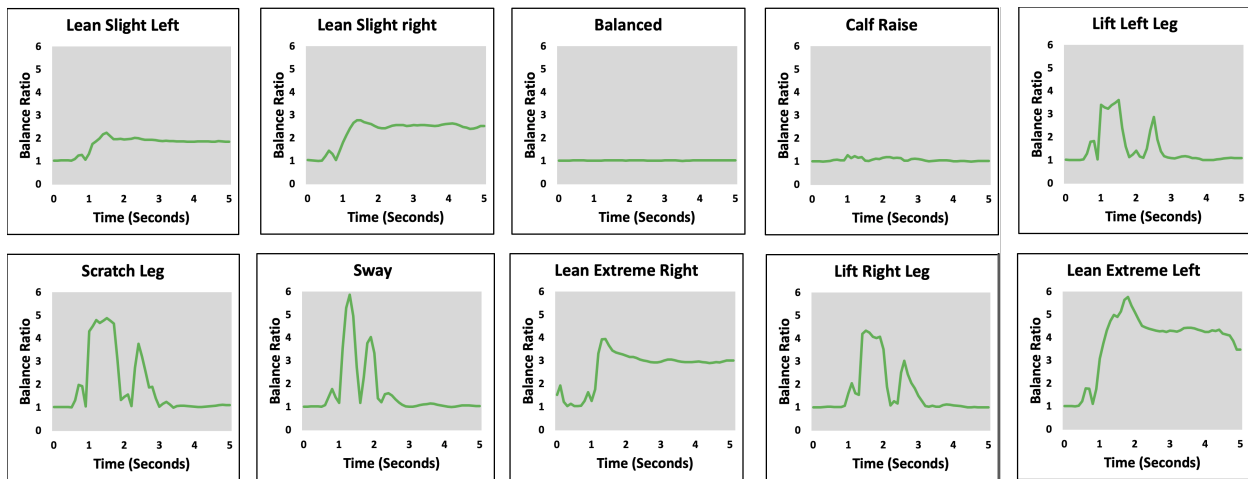 Lean Slight Left
Balance Ratio
6
5
4
3
2
1
0
0 1 2 3 4 5
Time (Seconds)
Lean Slight right
Balance Ratio
6
5
4
3
2
1
0
0 1 2 3 4 5
Time (Seconds)
Balanced
Balance Ratio
6
5
4
3
2
1
0
0 1 2 3 4 5
Time (Seconds)
Calf Raise
Balance Ratio
6
5
4
3
2
1
0
0 1 2 3 4 5
Time (Seconds)
Lift Left Leg
Balance Ratio
6
5
4
3
2
1
0
0 1 2 3 4 5
Time (Seconds)
Scratch Leg
Balance Ratio
6
5
4
3
2
1
0
0 1 2 3 4 5
Time (Seconds)
Sway
Balance Ratio
6
5
4
3
2
1
0
0 1 2 3 4 5
Time (Seconds)
Lean Extreme Right
Balance Ratio
6
5
4
3
2
1
0
0 1 2 3 4 5
Time (Seconds)
Lift Right Leg
Balance Ratio
6
5
4
3
2
1
0
0 1 2 3 4 5
Time (Seconds)
Lean Extreme Left
Balance Ratio
6
5
4
3
2
1
0
0 1 2 3 4 5
Time (Seconds)